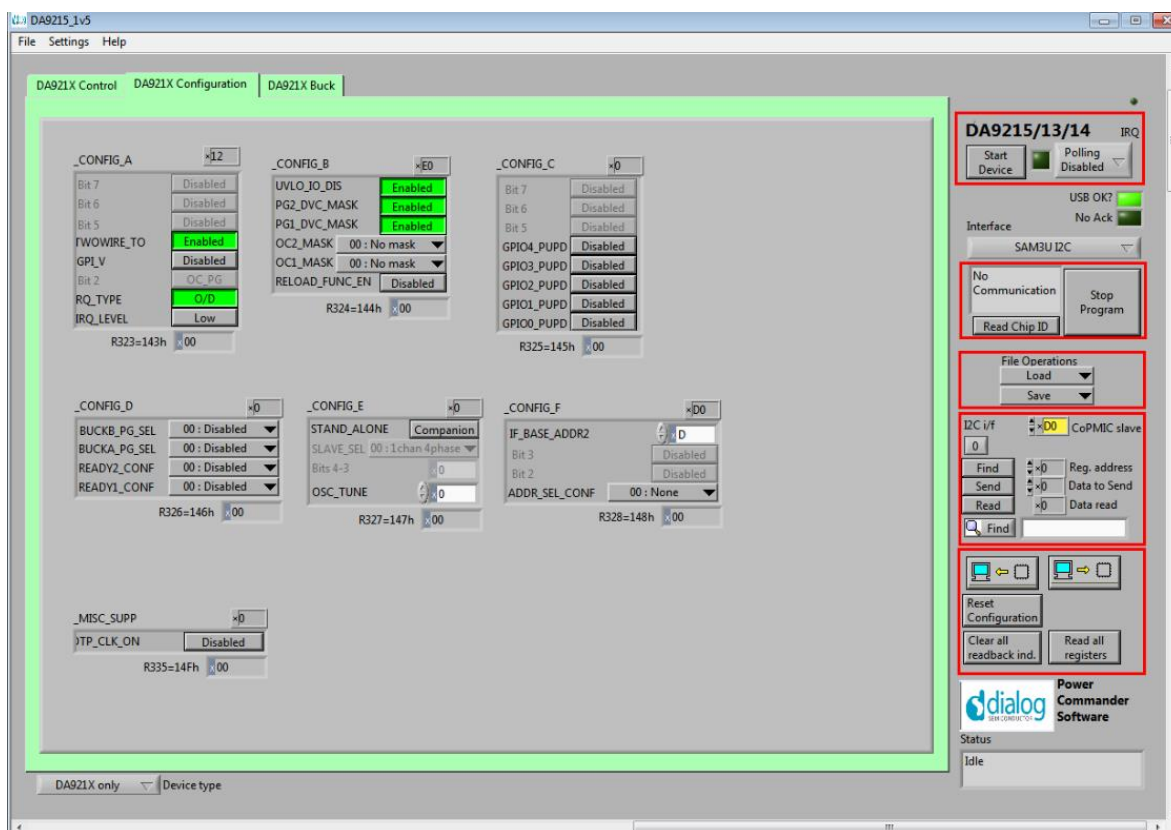 DA9215_1v5
File Settings Help
DA921X Control DA921X Configuration DA921X Buck
_CONFIG_A x12
Bit 7 Disabled
Bit 6 Disabled
Bit 5 Disabled
TWOWIRE_TO Enabled
GPI_V Disabled
Bit 2 OC_PG
RQ_TYPE O/D
IRQ_LEVEL Low
R323=143h x00
_CONFIG_B xE0
UVLO_IO_DIS Enabled
PG2_DVC_MASK Enabled
PG1_DVC_MASK Enabled
OC2_MASK 00 : No mask
OC1_MASK 00 : No mask
RELOAD_FUNC_EN Disabled
R324=144h x00
_CONFIG_C x0
Bit 7 Disabled
Bit 6 Disabled
Bit 5 Disabled
GPIO4_PUPD Disabled
GPIO3_PUPD Disabled
GPIO2_PUPD Disabled
GPIO1_PUPD Disabled
GPIO0_PUPD Disabled
R325=145h x00
_CONFIG_D x0
BUCKB_PG_SEL 00 : Disabled
BUCKA_PG_SEL 00 : Disabled
READY2_CONF 00 : Disabled
READY1_CONF 00 : Disabled
R326=146h x00
_CONFIG_E x0
STAND_ALONE Companion
SLAVE_SEL 00 : 1chan 4phase
Bits 4-3 x0
OSC_TUNE x0
R327=147h x00
_CONFIG_F xD0
IF_BASE_ADDR2 x D
Bit 3 Disabled
Bit 2 Disabled
ADDR_SEL_CONF 00 : None
R328=148h x00
_MISC_SUPP x0
OTP_CLK_ON Disabled
R335=14Fh x00
DA921X only Device type
DA9215/13/14 IRQ
Start Device Polling Disabled
USB OK?
No Ack
Interface
SAM3U I2C
No Communication
Stop Program
Read Chip ID
File Operations
Load
Save
I2C i/f xD0 CoPMIC slave
0
Find x0 Reg. address
Send x0 Data to Send
Read x0 Data read
Find
Reset Configuration
Clear all readback ind. Read all registers
dialog
SEMICONDUCTOR
Power
Commander
Software
Status
Idle